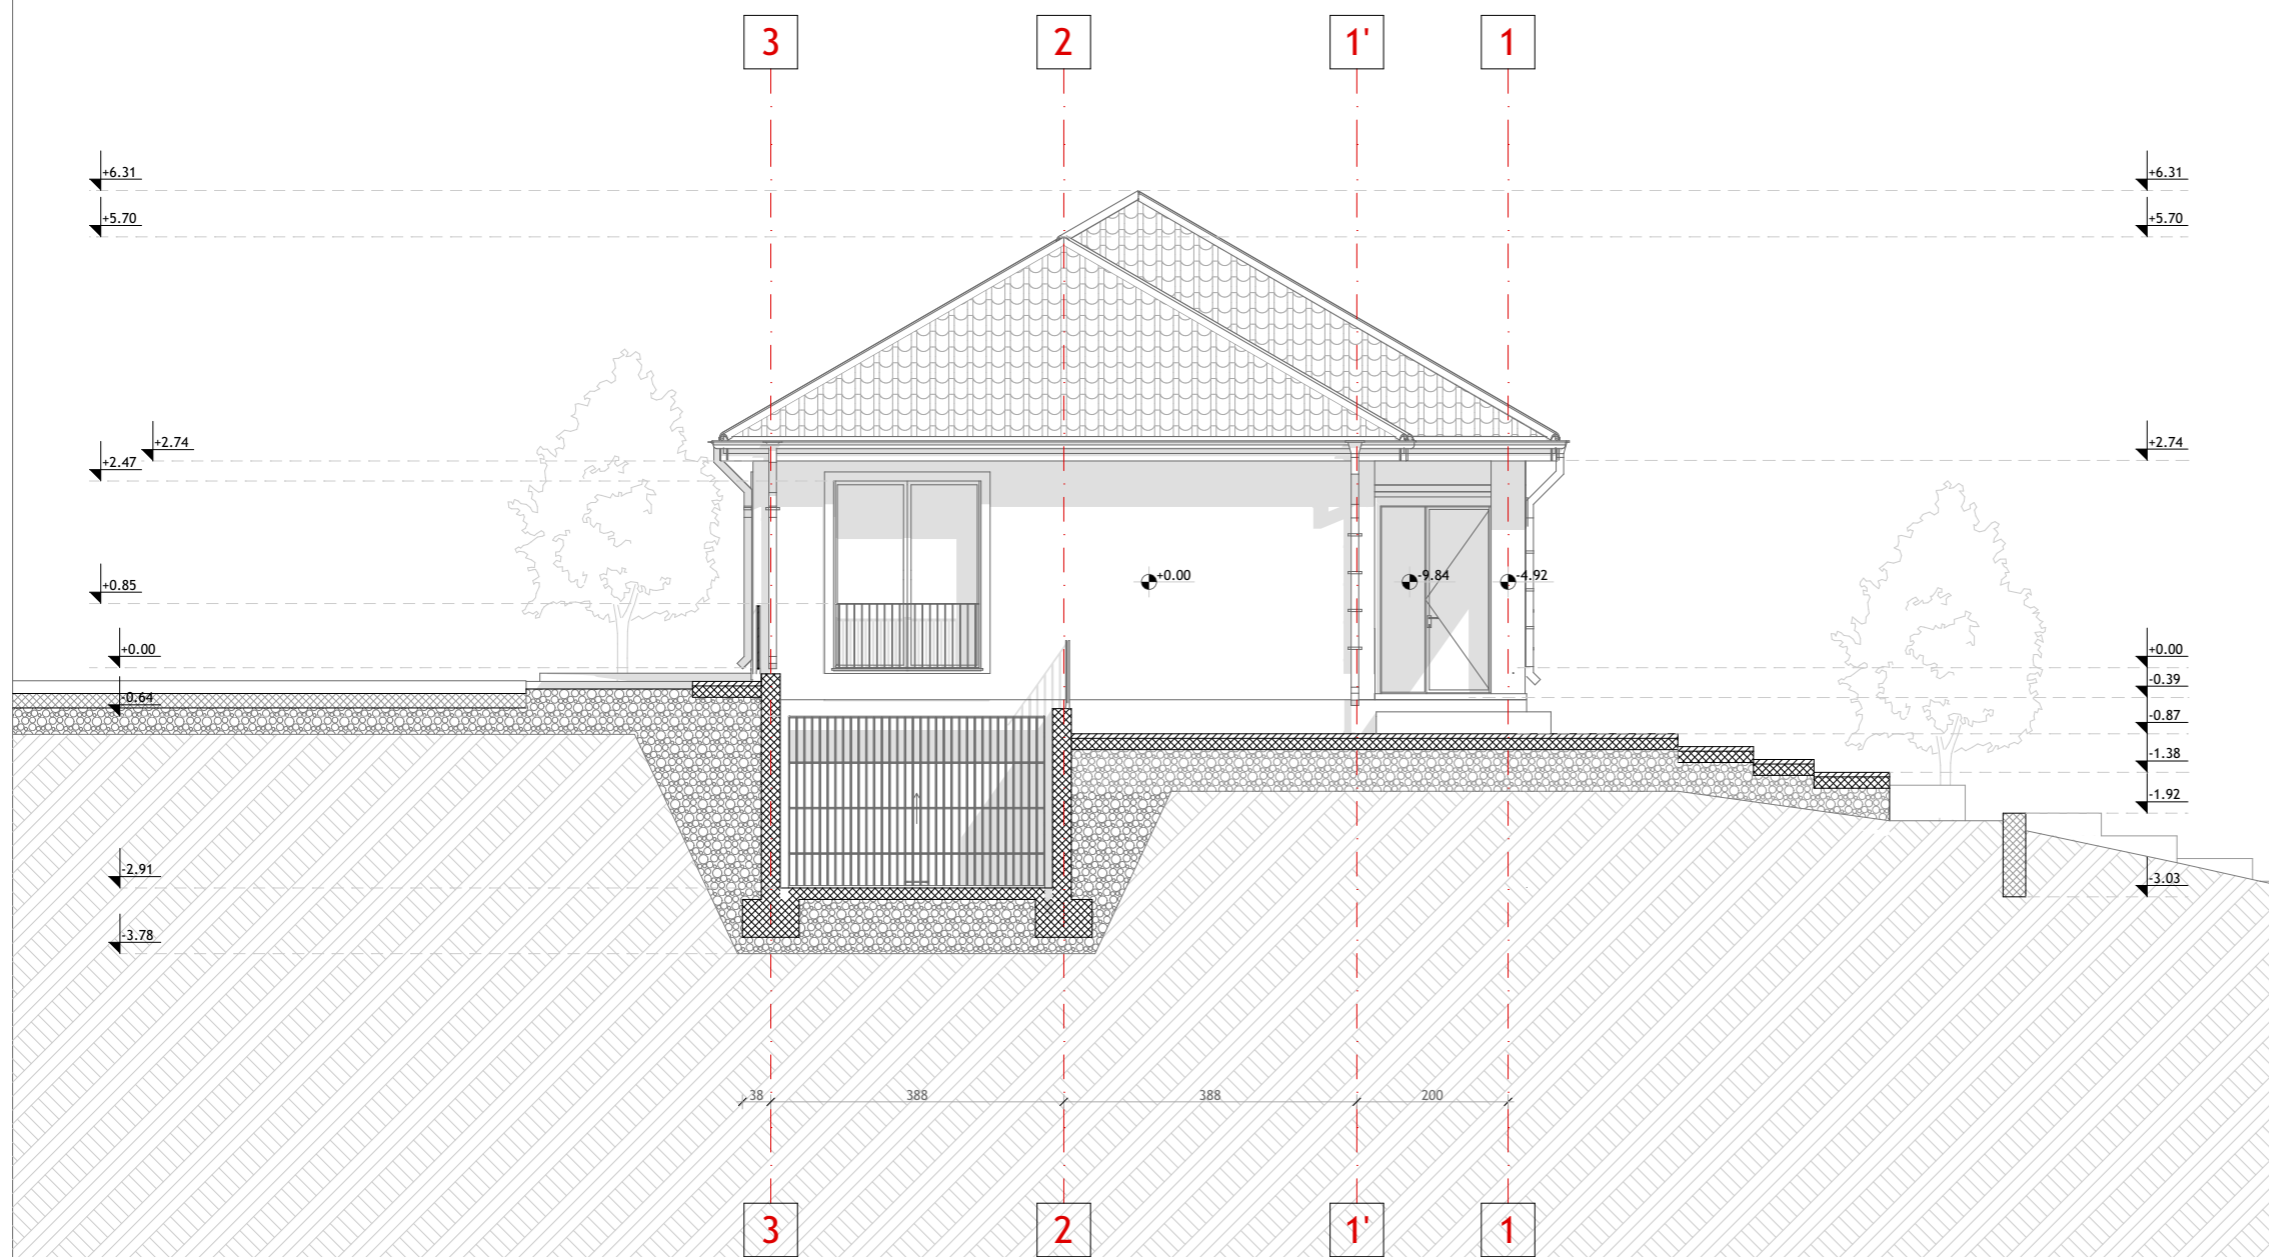 3 2 1' 1
+6.31 +6.31
+5.70 +5.70
+2.74 +2.74
+2.47
+0.85 +0.00 -9.84 -4.92
+0.00 +0.00
-0.64 -0.39
-0.87
-1.38
-1.92
-2.91 -3.03
-3.78
38 388 388 200
3 2 1' 1